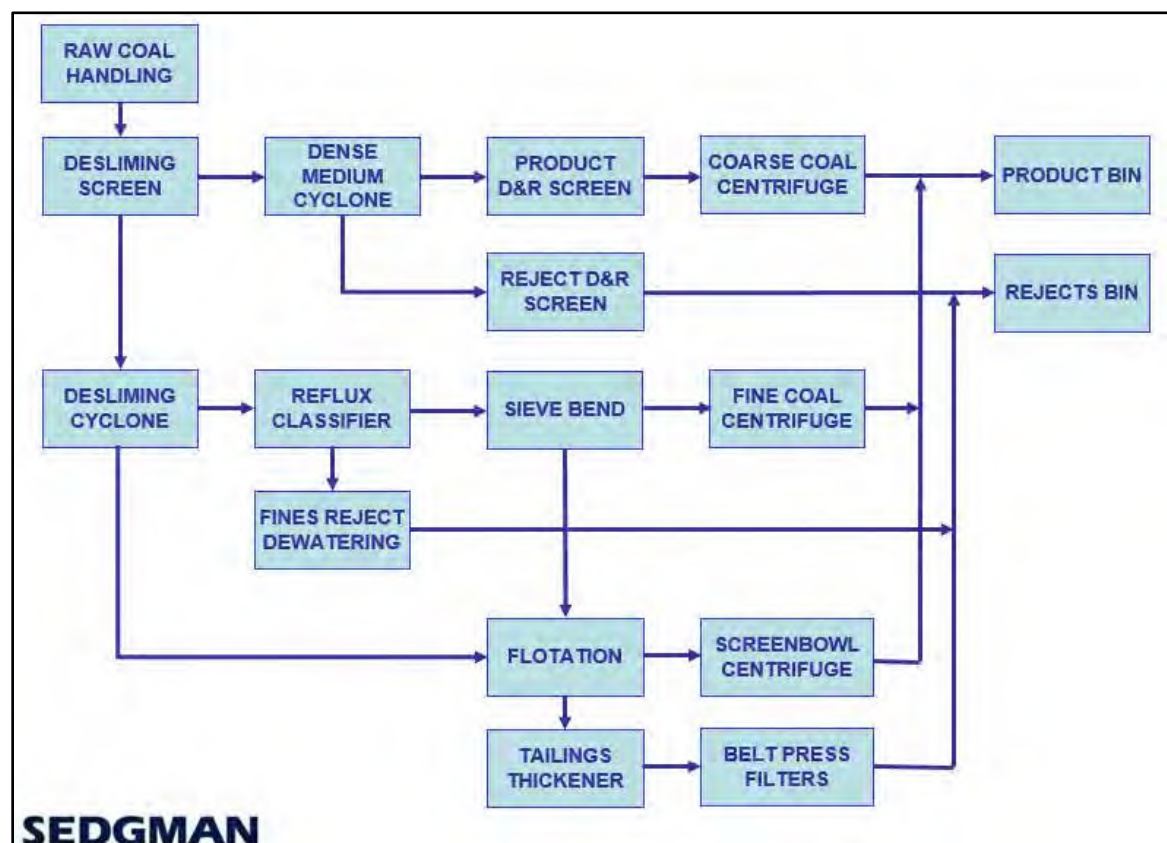 RAW COAL
HANDLING
DESLIMING
SCREEN
DENSE
MEDIUM
CYCLONE
PRODUCT
D&R SCREEN
COARSE COAL
CENTRIFUGE
PRODUCT BIN
REJECT D&R
SCREEN
REJECTS BIN
DESLIMING
CYCLONE
REFLUX
CLASSIFIER
SIEVE BEND
FINE COAL
CENTRIFUGE
FINES REJECT
DEWATERING
FLOTATION
SCREENBOWL
CENTRIFUGE
TAILINGS
THICKENER
BELT PRESS
FILTERS
SEDGMAN